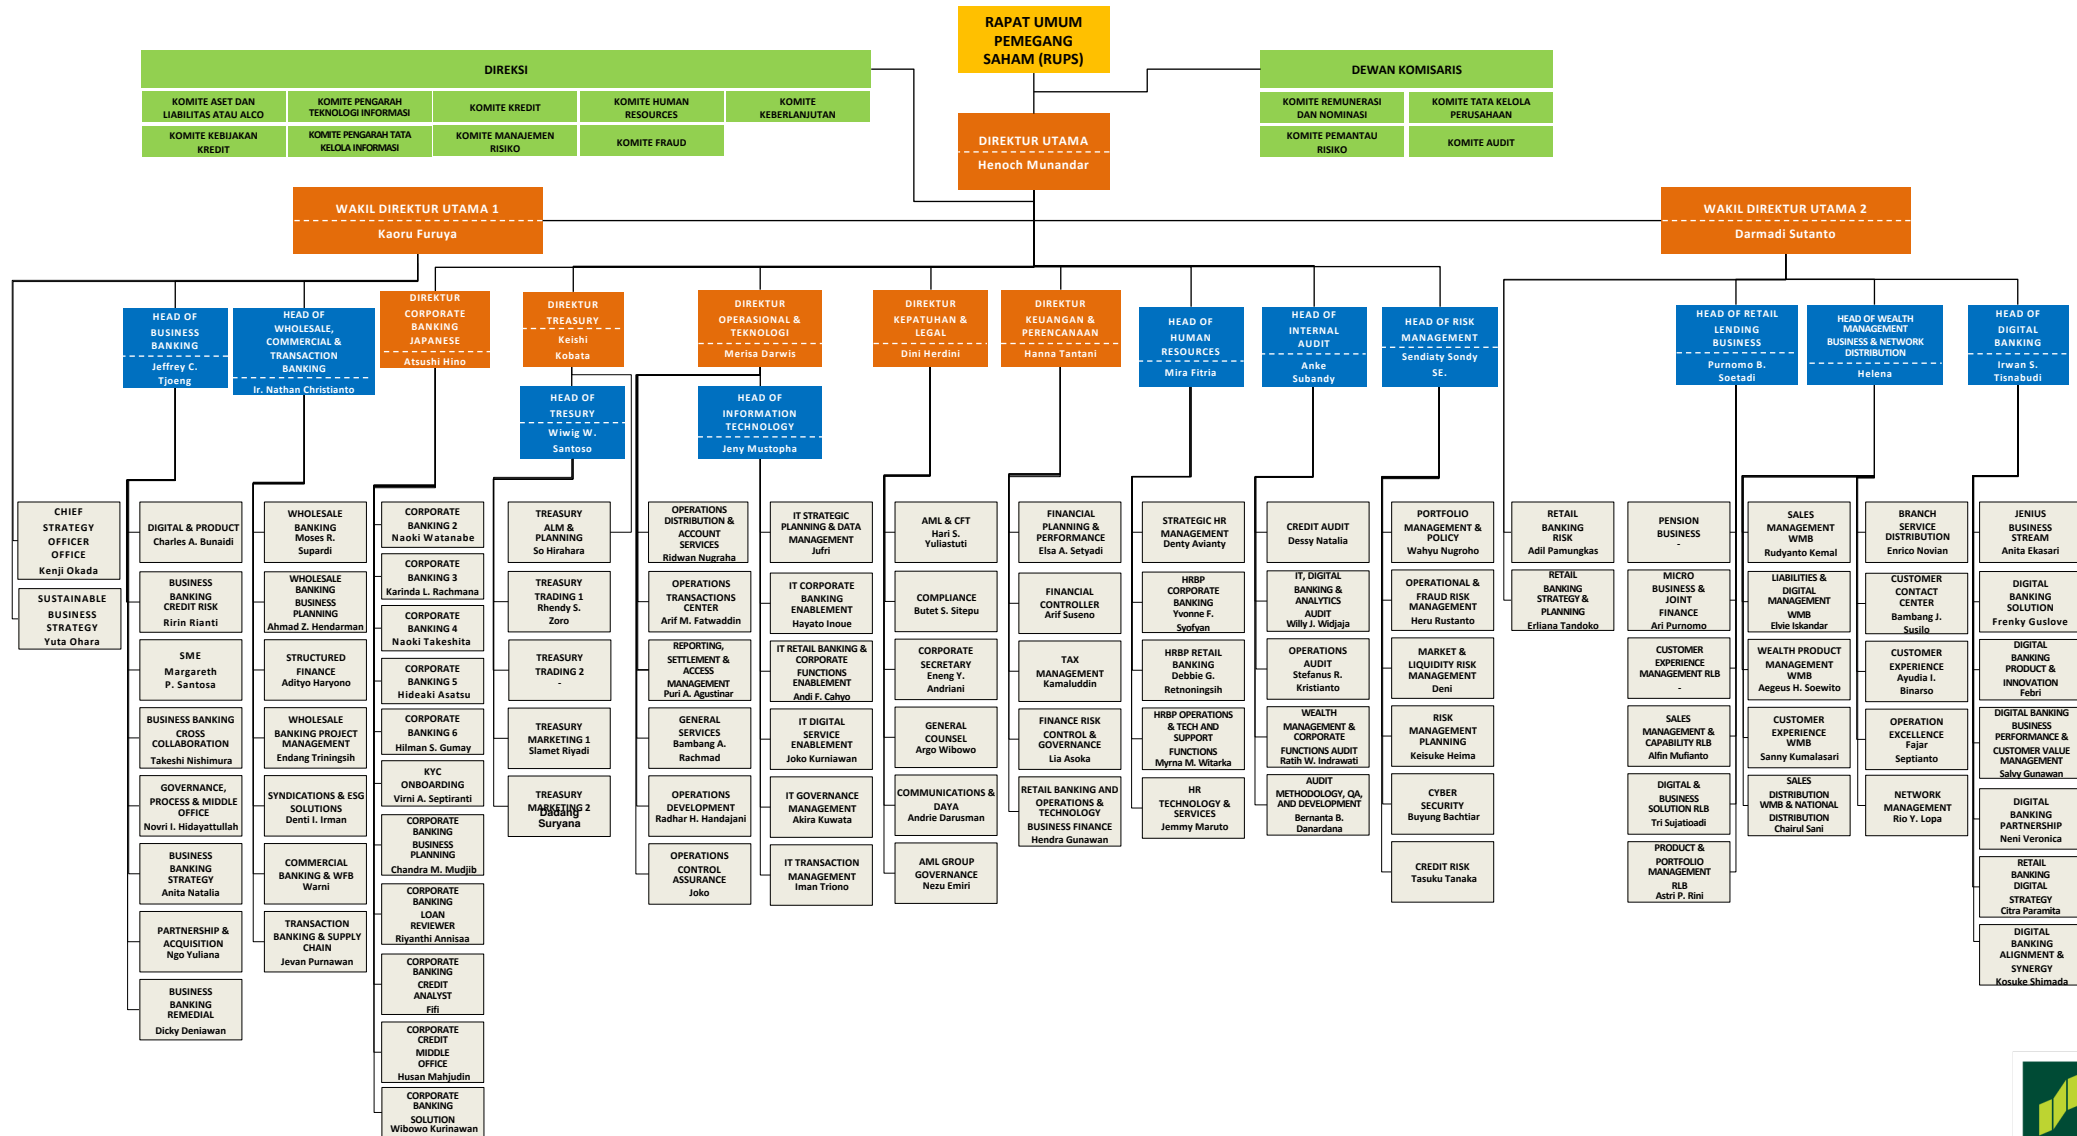 RAPAT UMUM
PEMEGANG
SAHAM (RUPS)
DIREKSI
KOMITE ASET DAN
LIABILITAS ATAU ALCO
KOMITE PENGARAH
TEKNOLOGI INFORMASI
KOMITE KREDIT
KOMITE HUMAN
RESOURCES
KOMITE
KEBERLANJUTAN
KOMITE KEBIJAKAN
KREDIT
KOMITE PENGARAH TATA
KELOLA INFORMASI
KOMITE MANAJEMEN
RISIKO
KOMITE FRAUD
DEWAN KOMISARIS
KOMITE REMUNERASI
DAN NOMINASI
KOMITE TATA KELOLA
PERUSAHAAN
KOMITE PEMANTAU
RISIKO
KOMITE AUDIT
DIREKTUR UTAMA
Henoch Munandar
WAKIL DIREKTUR UTAMA 1
Kaoru Furuya
WAKIL DIREKTUR UTAMA 2
Darmadi Sutanto
HEAD OF
BUSINESS
BANKING
Jeffrey C.
Tjoeng
HEAD OF
WHOLESALE,
COMMERCIAL &
TRANSACTION
BANKING
Ir. Nathan Christianto
DIREKTUR
CORPORATE
BANKING
JAPANESE
Atsushi Hino
DIREKTUR
TREASURY
Keishi
Kobata
DIREKTUR
OPERASIONAL &
TEKNOLOGI
Merisa Darwis
DIREKTUR
KEPATUHAN &
LEGAL
Dini Herdini
DIREKTUR
KEUANGAN &
PERENCANAAN
Hanna Tantani
HEAD OF
HUMAN
RESOURCES
Mira Fitria
HEAD OF
INTERNAL
AUDIT
Anke
Subandy
HEAD OF RISK
MANAGEMENT
Sendiaty Sondy
SE.
HEAD OF RETAIL
LENDING
BUSINESS
Purnomo B.
Soetadi
HEAD OF WEALTH
MANAGEMENT
BUSINESS & NETWORK
DISTRIBUTION
Helena
HEAD OF
DIGITAL
BANKING
Irwan S.
Tisnabudi
HEAD OF
TRESURY
Wiwig W.
Santoso
HEAD OF
INFORMATION
TECHNOLOGY
Jeny Mustopha
CHIEF
STRATEGY
OFFICER
OFFICE
Kenji Okada
SUSTAINABLE
BUSINESS
STRATEGY
Yuta Ohara
DIGITAL & PRODUCT
Charles A. Bunaidi
BUSINESS
BANKING
CREDIT RISK
Ririn Rianti
SME
Margareth
P. Santosa
BUSINESS BANKING
CROSS
COLLABORATION
Takeshi Nishimura
GOVERNANCE,
PROCESS & MIDDLE
OFFICE
Novri I. Hidayattullah
BUSINESS
BANKING
STRATEGY
Anita Natalia
PARTNERSHIP &
ACQUISITION
Ngo Yuliana
BUSINESS
BANKING
REMEDIAL
Dicky Deniawan
WHOLESALE
BANKING
Moses R.
Supardi
WHOLESALE
BANKING
BUSINESS
PLANNING
Ahmad Z. Hendarman
STRUCTURED
FINANCE
Adityo Haryono
WHOLESALE
BANKING PROJECT
MANAGEMENT
Endang Triningsih
SYNDICATIONS & ESG
SOLUTIONS
Denti I. Irman
COMMERCIAL
BANKING & WFB
Warni
TRANSACTION
BANKING & SUPPLY
CHAIN
Jevan Purnawan
CORPORATE
BANKING 2
Naoki Watanabe
CORPORATE
BANKING 3
Karinda L. Rachmana
CORPORATE
BANKING 4
Naoki Takeshita
CORPORATE
BANKING 5
Hideaki Asatsu
CORPORATE
BANKING 6
Hilman S. Gumay
KYC
ONBOARDING
Virni A. Septiranti
CORPORATE
BANKING
BUSINESS
PLANNING
Chandra M. Mudjib
CORPORATE
BANKING
LOAN
REVIEWER
Riyanthi Annisaa
CORPORATE
BANKING
CREDIT
ANALYST
Fifi
CORPORATE
CREDIT
MIDDLE
OFFICE
Husan Mahjudin
CORPORATE
BANKING
SOLUTION
Wibowo Kurinawan
TREASURY
ALM &
PLANNING
So Hirahara
TREASURY
TRADING 1
Rhendy S.
Zoro
TREASURY
TRADING 2
-
TREASURY
MARKETING 1
Slamet Riyadi
TREASURY
MARKETING 2
Dadang
Suryana
OPERATIONS
DISTRIBUTION &
ACCOUNT
SERVICES
Ridwan Nugraha
OPERATIONS
TRANSACTIONS
CENTER
Arif M. Fatwaddin
REPORTING,
SETTLEMENT &
ACCESS
MANAGEMENT
Puri A. Agustinar
GENERAL
SERVICES
Bambang A.
Rachmad
OPERATIONS
DEVELOPMENT
Radhar H. Handajani
OPERATIONS
CONTROL
ASSURANCE
Joko
IT STRATEGIC
PLANNING & DATA
MANAGEMENT
Jufri
IT CORPORATE
BANKING
ENABLEMENT
Hayato Inoue
IT RETAIL BANKING &
CORPORATE
FUNCTIONS
ENABLEMENT
Andi F. Cahyo
IT DIGITAL
SERVICE
ENABLEMENT
Joko Kurniawan
IT GOVERNANCE
MANAGEMENT
Akira Kuwata
IT TRANSACTION
MANAGEMENT
Iman Triono
AML & CFT
Hari S.
Yuliastuti
COMPLIANCE
Butet S. Sitepu
CORPORATE
SECRETARY
Eneng Y.
Andriani
GENERAL
COUNSEL
Argo Wibowo
COMMUNICATIONS &
DAYA
Andrie Darusman
AML GROUP
GOVERNANCE
Nezu Emiri
FINANCIAL
PLANNING &
PERFORMANCE
Elsa A. Setyadi
FINANCIAL
CONTROLLER
Arif Suseno
TAX
MANAGEMENT
Kamaluddin
FINANCE RISK
CONTROL &
GOVERNANCE
Lia Asoka
RETAIL BANKING AND
OPERATIONS &
TECHNOLOGY
BUSINESS FINANCE
Hendra Gunawan
STRATEGIC HR
MANAGEMENT
Denty Avianty
HRBP
CORPORATE
BANKING
Yvonne F.
Syofyan
HRBP RETAIL
BANKING
Debbie G.
Retnoningsih
HRBP OPERATIONS
& TECH AND
SUPPORT
FUNCTIONS
Myrna M. Witarka
HR
TECHNOLOGY &
SERVICES
Jemmy Maruto
CREDIT AUDIT
Dessy Natalia
IT, DIGITAL
BANKING &
ANALYTICS
AUDIT
Willy J. Widjaja
OPERATIONS
AUDIT
Stefanus R.
Kristianto
WEALTH
MANAGEMENT &
CORPORATE
FUNCTIONS AUDIT
Ratih W. Indrawati
AUDIT
METHODOLOGY, QA,
AND DEVELOPMENT
Bernanta B.
Danardana
PORTFOLIO
MANAGEMENT &
POLICY
Wahyu Nugroho
OPERATIONAL &
FRAUD RISK
MANAGEMENT
Heru Rustanto
MARKET &
LIQUIDITY RISK
MANAGEMENT
Deni
RISK
MANAGEMENT
PLANNING
Keisuke Heima
CYBER
SECURITY
Buyung Bachtiar
CREDIT RISK
Tasuku Tanaka
RETAIL
BANKING
RISK
Adil Pamungkas
RETAIL
BANKING
STRATEGY &
PLANNING
Erliana Tandoko
PENSION
BUSINESS
-
MICRO
BUSINESS &
JOINT
FINANCE
Ari Purnomo
CUSTOMER
EXPERIENCE
MANAGEMENT RLB
-
SALES
MANAGEMENT &
CAPABILITY RLB
Alfin Mufianto
DIGITAL &
BUSINESS
SOLUTION RLB
Tri Sujatioadi
PRODUCT &
PORTFOLIO
MANAGEMENT
RLB
Astri P. Rini
SALES
MANAGEMENT
WMB
Rudyanto Kemal
LIABILITIES &
DIGITAL
MANAGEMENT
WMB
Elvie Iskandar
WEALTH PRODUCT
MANAGEMENT
WMB
Aegeus H. Soewito
CUSTOMER
EXPERIENCE
WMB
Sanny Kumalasari
SALES
DISTRIBUTION
WMB & NATIONAL
DISTRIBUTION
Chairul Sani
BRANCH
SERVICE
DISTRIBUTION
Enrico Novian
CUSTOMER
CONTACT
CENTER
Bambang J.
Susilo
CUSTOMER
EXPERIENCE
Ayudia I.
Binarso
OPERATION
EXCELLENCE
Fajar
Septianto
NETWORK
MANAGEMENT
Rio Y. Lopa
JENIUS
BUSINESS
STREAM
Anita Ekasari
DIGITAL
BANKING
SOLUTION
Frenky Guslove
DIGITAL
BANKING
PRODUCT &
INNOVATION
Febri
DIGITAL BANKING
BUSINESS
PERFORMANCE &
CUSTOMER VALUE
MANAGEMENT
Salvy Gunawan
DIGITAL
BANKING
PARTNERSHIP
Neni Veronica
RETAIL
BANKING
DIGITAL
STRATEGY
Citra Paramita
DIGITAL
BANKING
ALIGNMENT &
SYNERGY
Kosuke Shimada